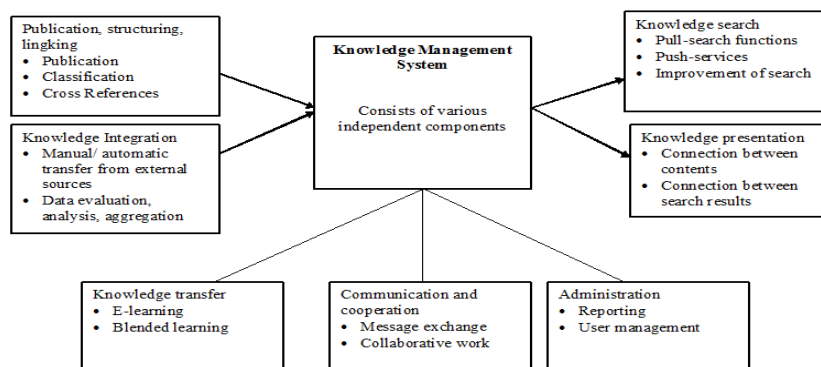 Publication, structuring,
lingking
• Publication
• Classification
• Cross References
Knowledge Integration
• Manual/ automatic
transfer from external
sources
• Data evaluation,
analysis, aggregation
Knowledge Management
System
Consists of various
independent components
Knowledge search
• Pull-search functions
• Push-services
• Improvement of search
Knowledge presentation
• Connection between
contents
• Connection between
search results
Knowledge transfer
• E-learning
• Blended learning
Communication and
cooperation
• Message exchange
• Collaborative work
Administration
• Reporting
• User management